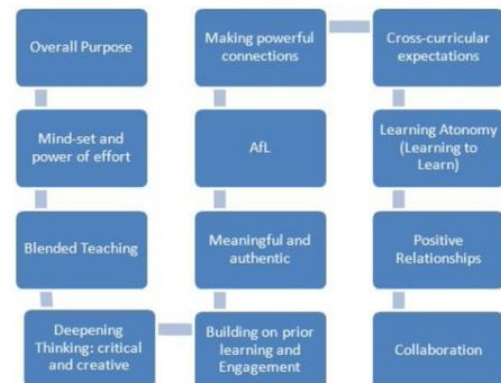 Overall Purpose
Mind-set and
power of effort
Blended Teaching
Deepening
Thinking: critical
and creative
Building on prior
learning and
Engagement
Meaningful and
authentic
AfL
Making powerful
connections
Cross-curricular
expectations
Learning Atonomy
(Learning to
Learn)
Positive
Relationships
Collaboration